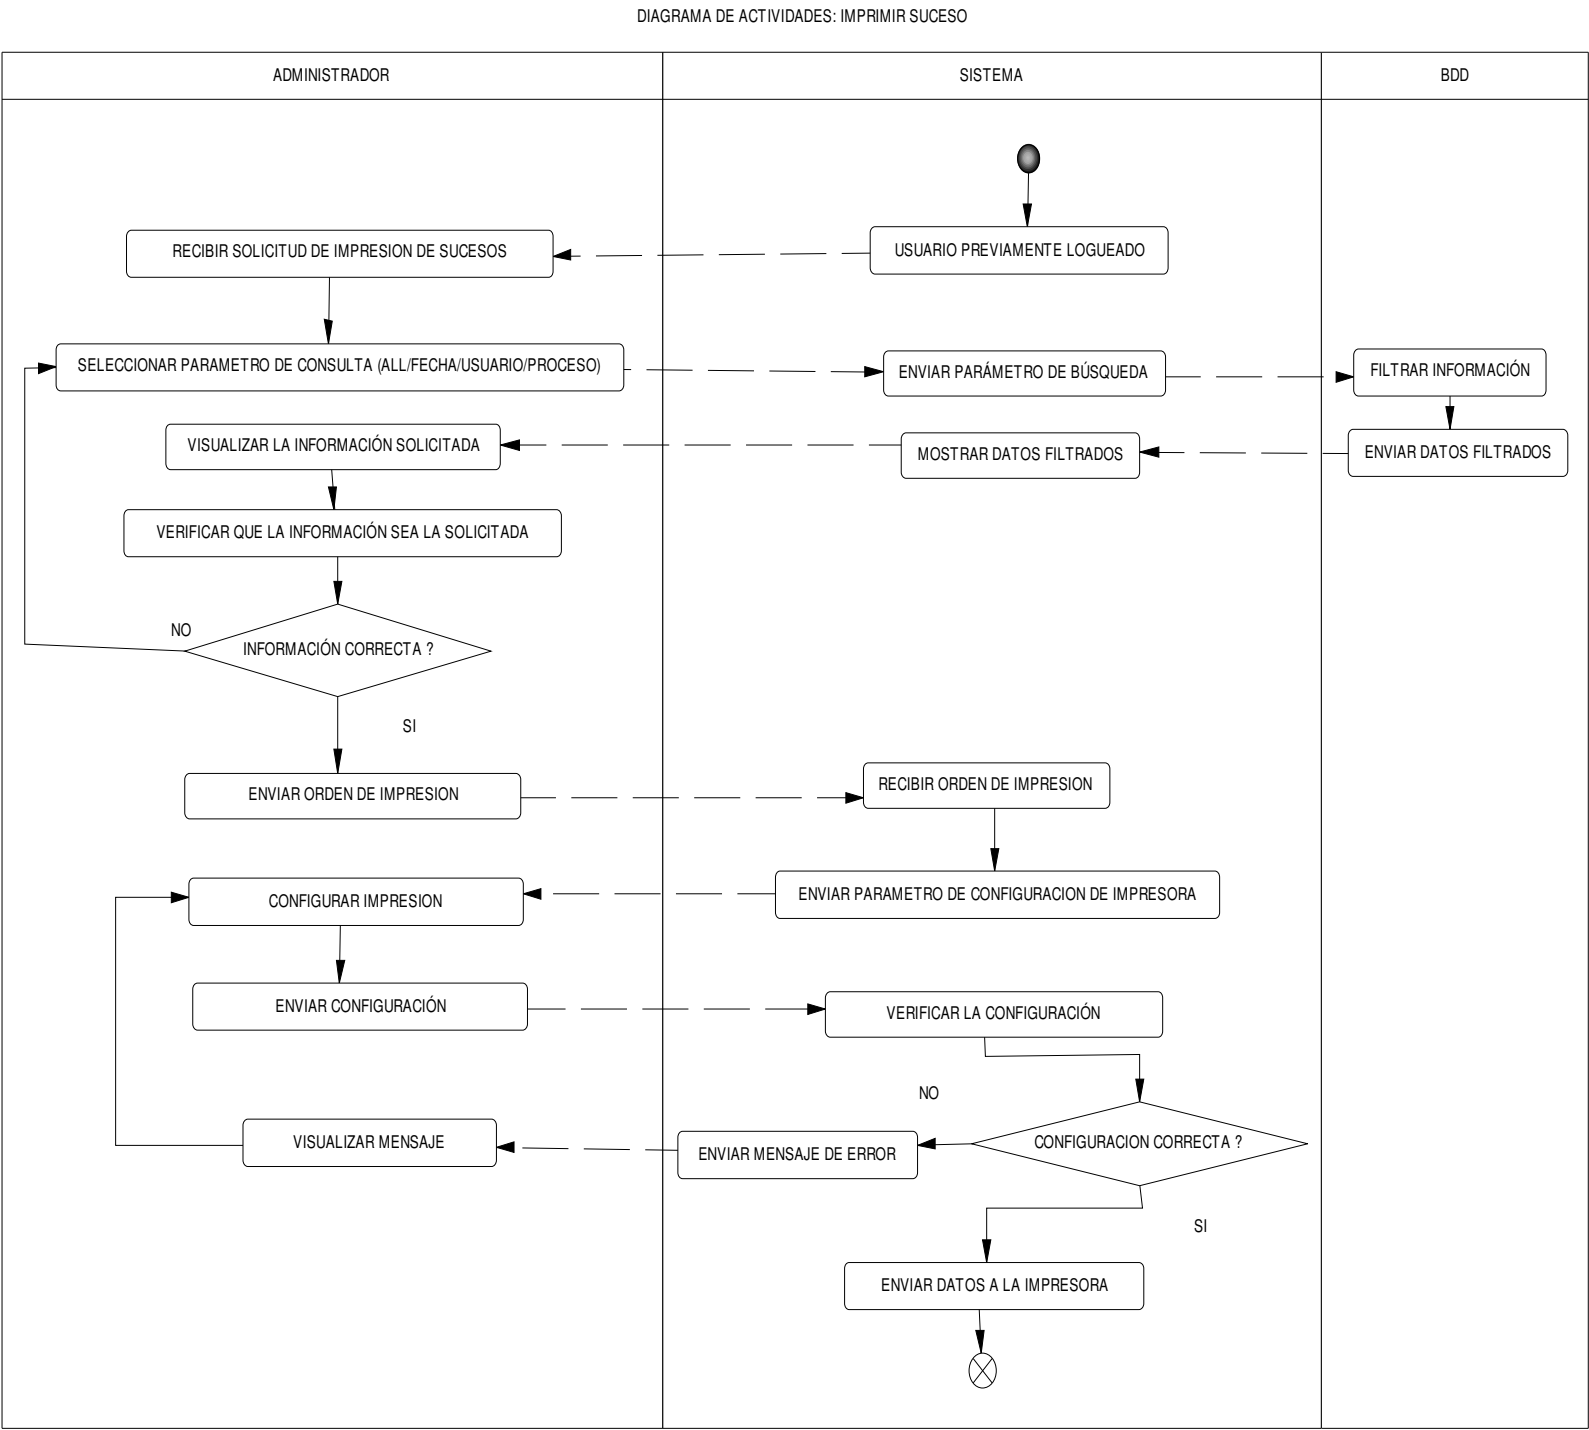 DIAGRAMA DE ACTIVIDADES: IMPRIMIR SUCESO
ADMINISTRADOR
SISTEMA
BDD
USUARIO PREVIAMENTE LOGUEADO
RECIBIR SOLICITUD DE IMPRESION DE SUCESOS
SELECCIONAR PARAMETRO DE CONSULTA (ALL/FECHA/USUARIO/PROCESO)
ENVIAR PARÁMETRO DE BÚSQUEDA
FILTRAR INFORMACIÓN
ENVIAR DATOS FILTRADOS
MOSTRAR DATOS FILTRADOS
VISUALIZAR LA INFORMACIÓN SOLICITADA
VERIFICAR QUE LA INFORMACIÓN SEA LA SOLICITADA
NO
INFORMACIÓN CORRECTA ?
SI
ENVIAR ORDEN DE IMPRESION
RECIBIR ORDEN DE IMPRESION
ENVIAR PARAMETRO DE CONFIGURACION DE IMPRESORA
CONFIGURAR IMPRESION
ENVIAR CONFIGURACIÓN
VERIFICAR LA CONFIGURACIÓN
NO
CONFIGURACION CORRECTA ?
ENVIAR MENSAJE DE ERROR
VISUALIZAR MENSAJE
SI
ENVIAR DATOS A LA IMPRESORA